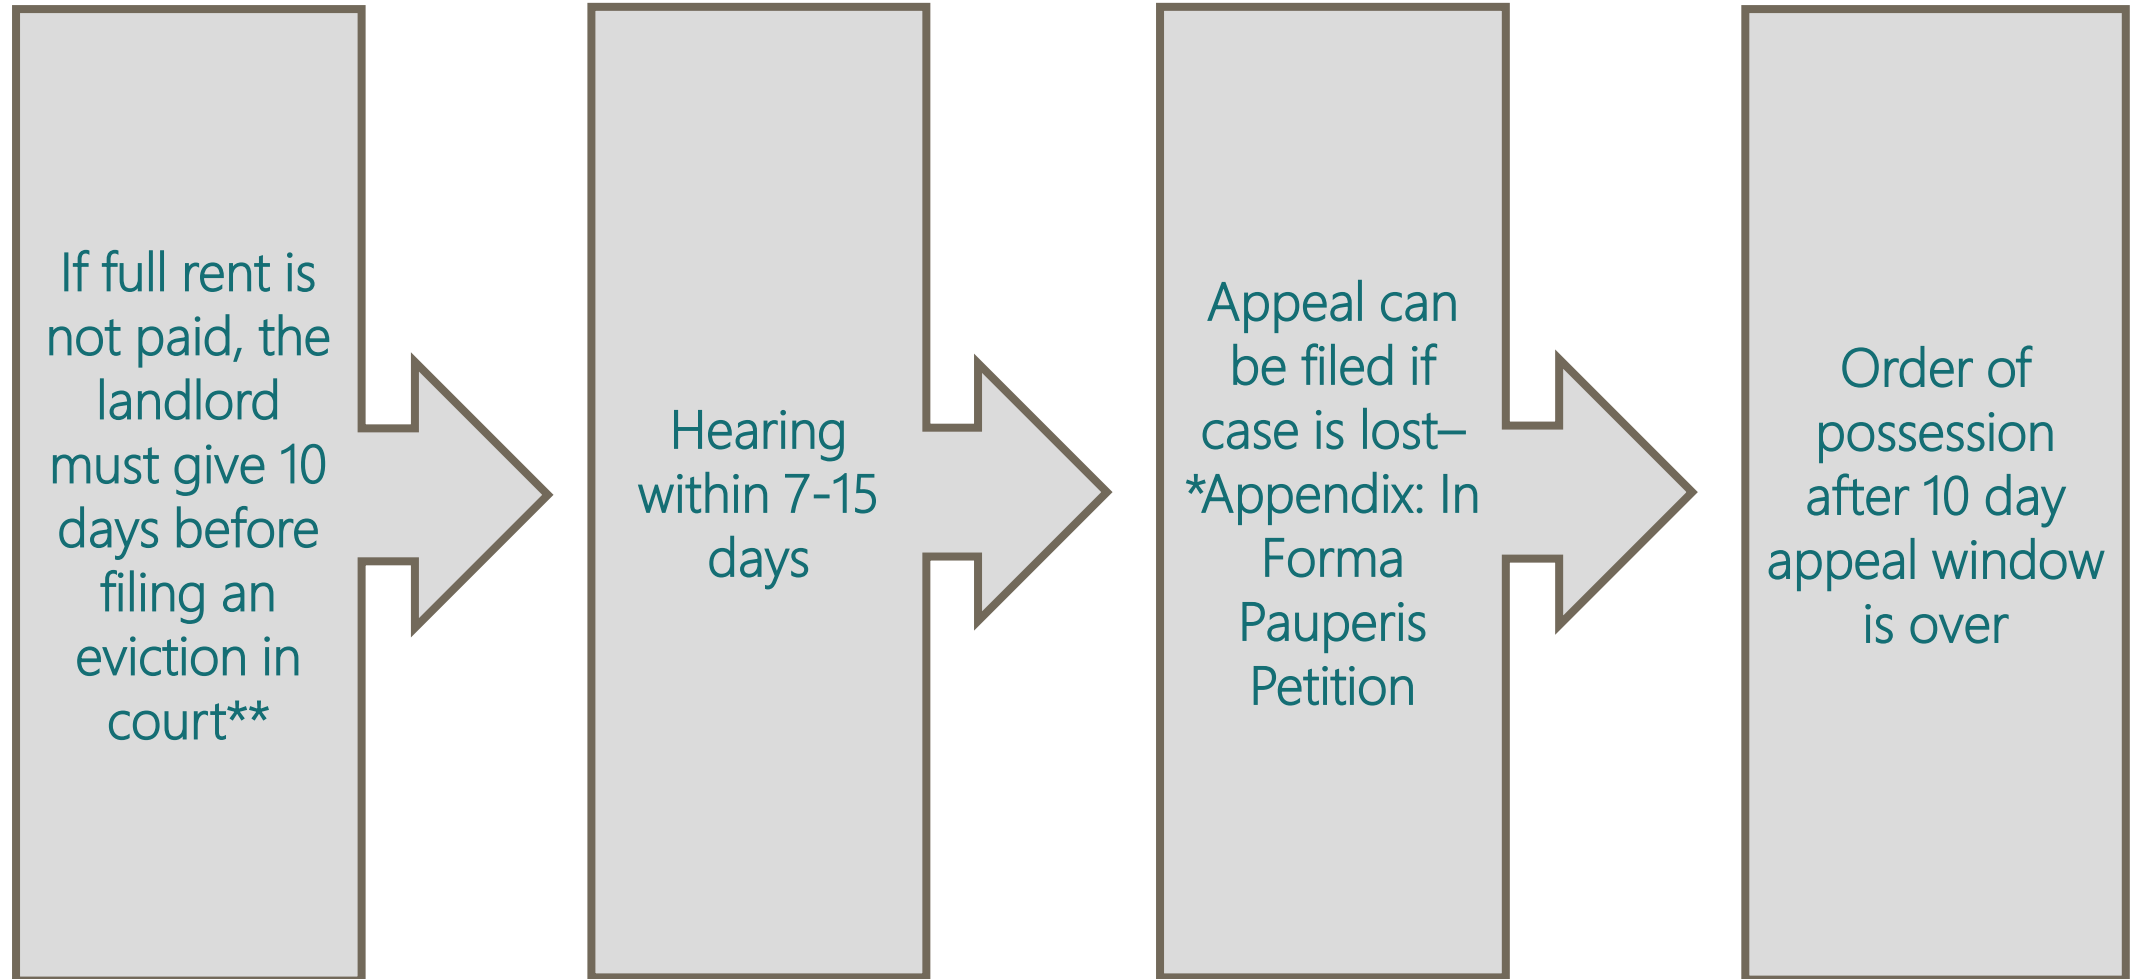 If full rent is
not paid, the
landlord
must give 10
days before
filing an
eviction in
court**
Hearing
within 7-15
days
Appeal can
be filed if
case is lost–
*Appendix: In
Forma
Pauperis
Petition
Order of
possession
after 10 day
appeal window
is over